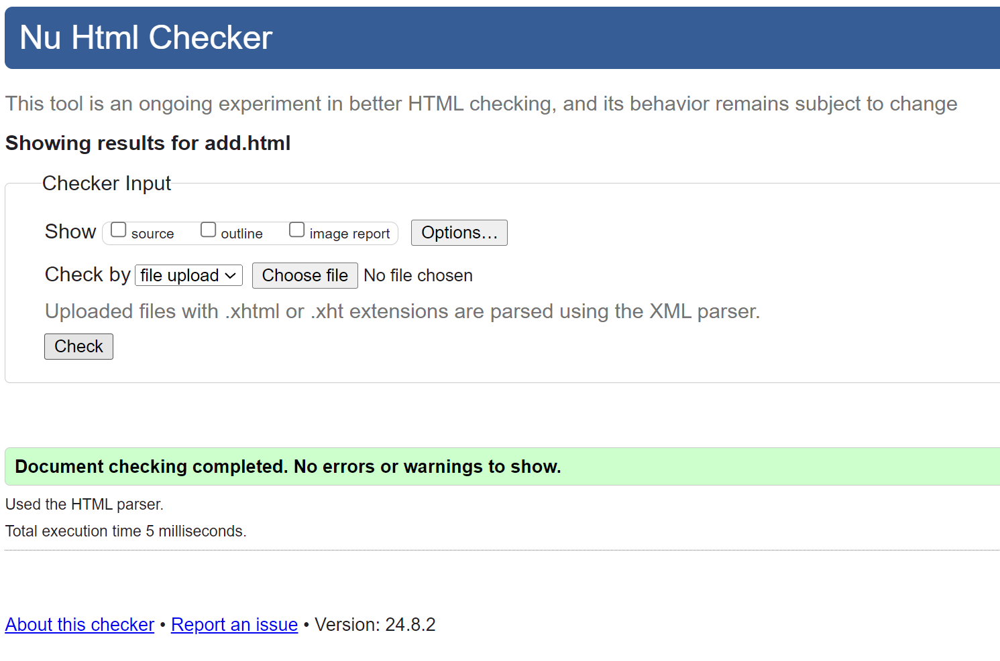 Nu Html Checker
This tool is an ongoing experiment in better HTML checking, and its behavior remains subject to change
Showing results for add.html
Checker Input
Show source outline image report Options...
Check by file upload Choose file No file chosen
Uploaded files with .xhtml or .xht extensions are parsed using the XML parser.
Check
Document checking completed. No errors or warnings to show.
Used the HTML parser.
Total execution time 5 milliseconds.
About this checker • Report an issue • Version: 24.8.2